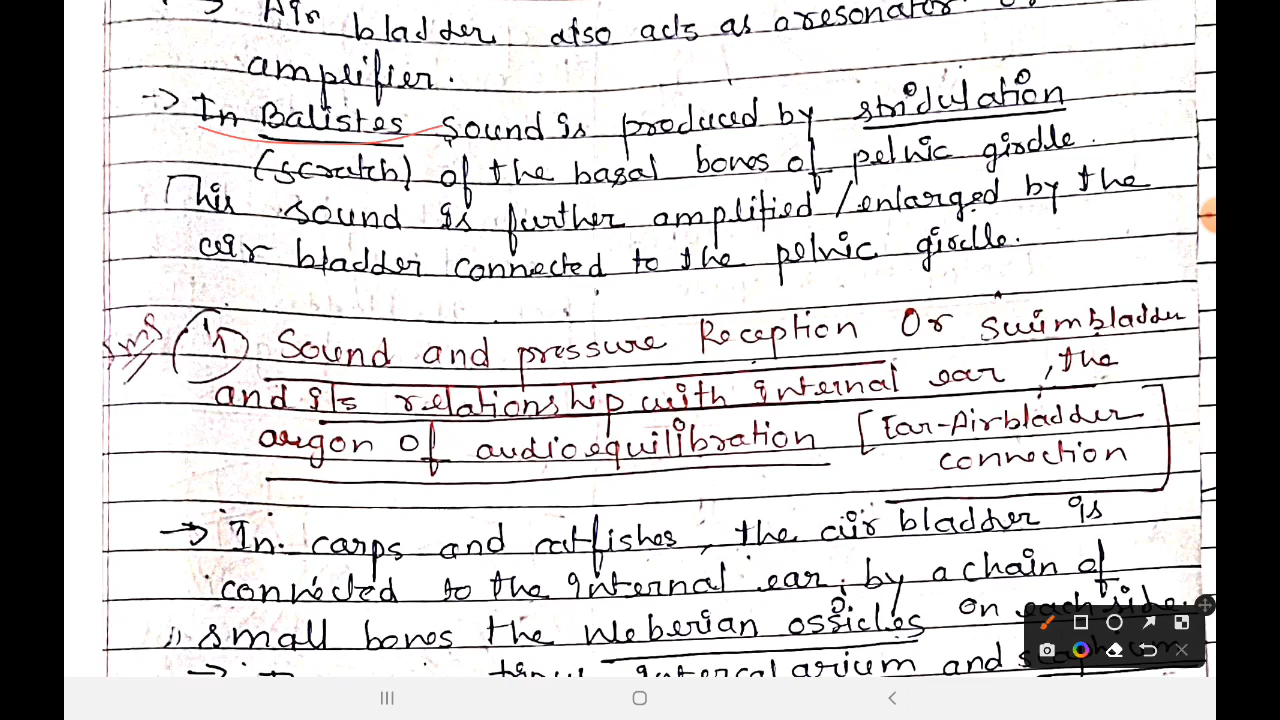 Air bladder also acts as a resonator
amplifier.
-> In Balistes sound is produced by stridulation
(scratch) of the basal bones of pelvic girdle.
This sound is further amplified/enlarged by the
air bladder connected to the pelvic girdle.
Sound and pressure Reception Or Swimbladder
and its relationship with internal ear, the
organ of audioequilibration [Ear-Airbladder
connection]
-> In carps and catfishes, the air bladder is
connected to the internal ear, by a chain of
small bones the Weberian ossicles on each side.
intercalarium and